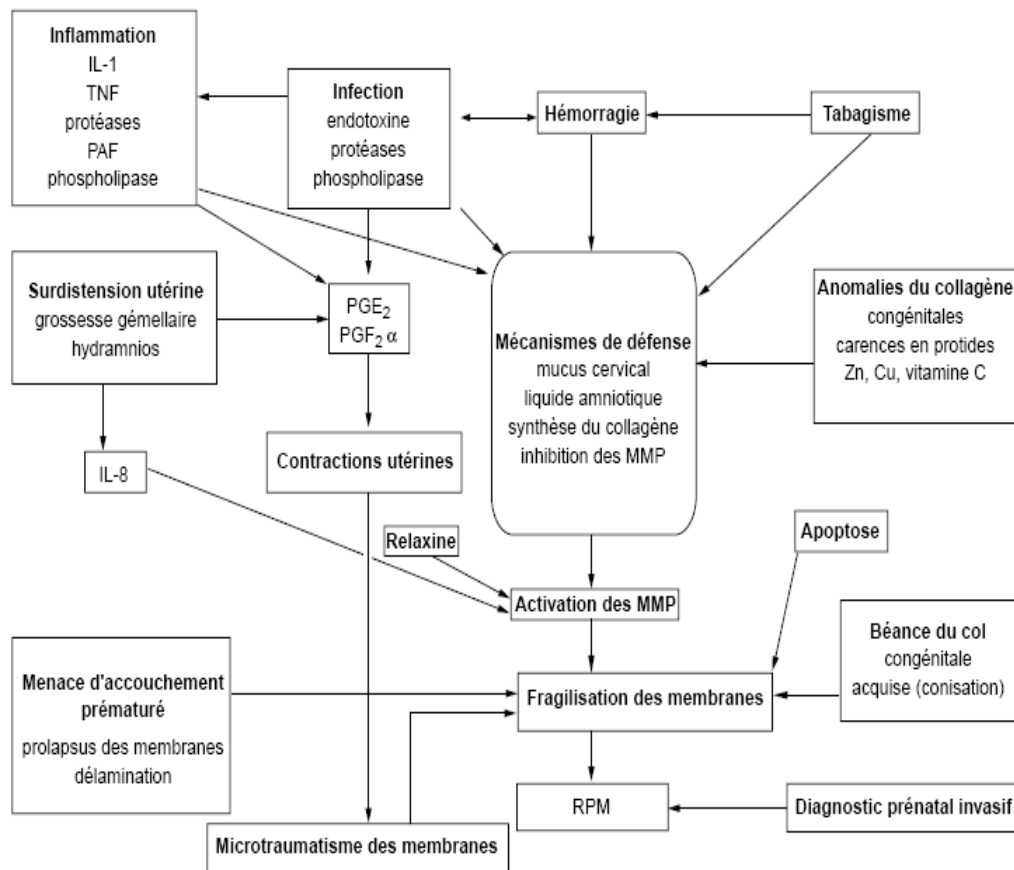 Inflammation
IL-1
TNF
protéases
PAF
phospholipase
Infection
endotoxine
protéases
phospholipase
Hémorragie
Tabagisme
Surdistension utérine
grossesse gémellaire
hydramnios
PGE₂
PGF₂ α
Mécanismes de défense
mucus cervical
liquide amniotique
synthèse du collagène
inhibition des MMP
Anomalies du collagène
congénitales
carences en protides
Zn, Cu, vitamine C
IL-8
Contractions utérines
Relaxine
Apoptose
Activation des MMP
Béance du col
congénitale
acquise (conisation)
Menace d'accouchement
prématuré
prolapsus des membranes
délamination
Fragilisation des membranes
RPM
Diagnostic prénatal invasif
Microtraumatisme des membranes